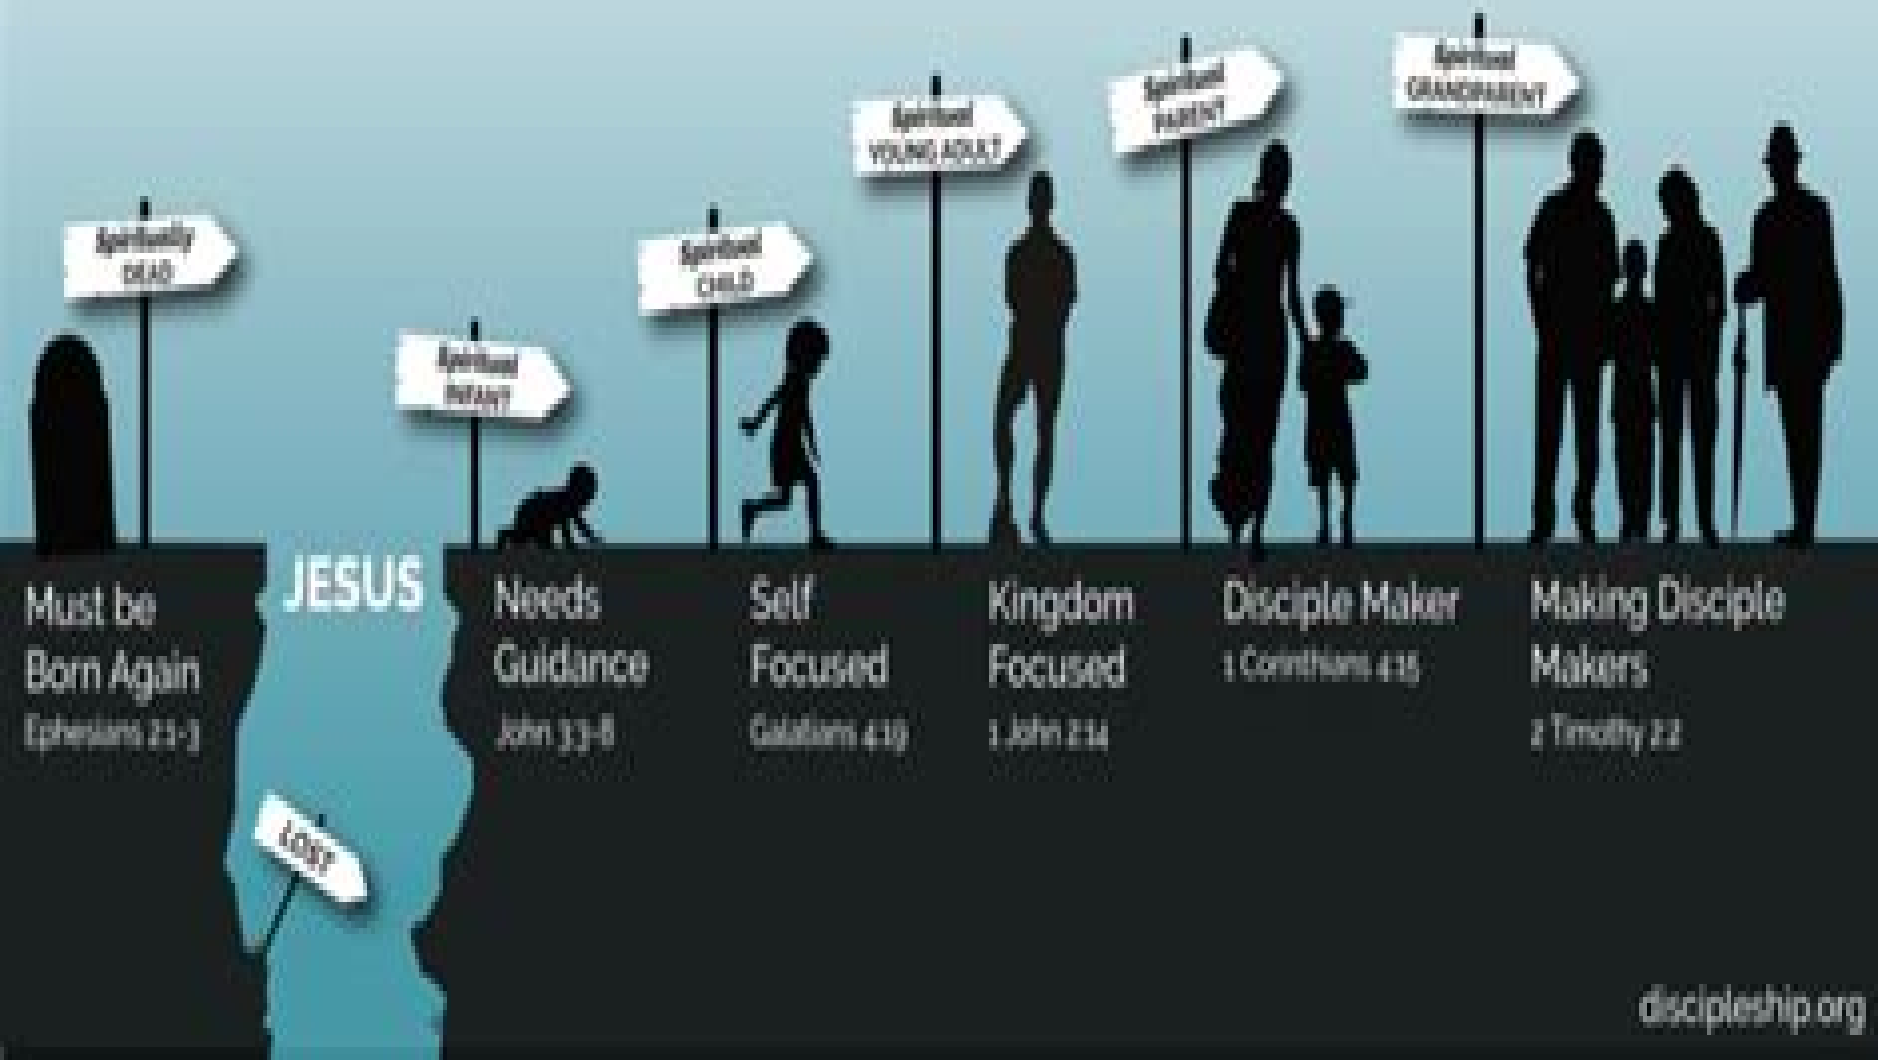 Spiritually
DEAD
Spiritual
INFANT
Spiritual
CHILD
Spiritual
YOUNG ADULT
Spiritual
PARENT
Spiritual
GRANDPARENT
JESUS
LOST
Must be
Born Again
Ephesians 2:1-3
Needs
Guidance
John 3:3-8
Self
Focused
Galatians 4:19
Kingdom
Focused
1 John 2:14
Disciple Maker
1 Corinthians 4:15
Making Disciple
Makers
2 Timothy 2:2
discipleship.org